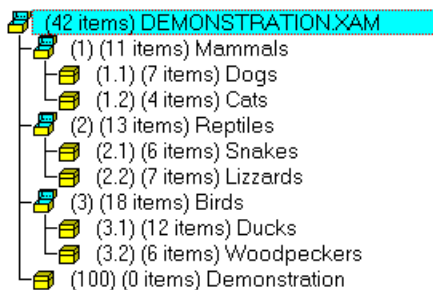 (42 items) DEMONSTRATION.XAM
(1) (11 items) Mammals
(1.1) (7 items) Dogs
(1.2) (4 items) Cats
(2) (13 items) Reptiles
(2.1) (6 items) Snakes
(2.2) (7 items) Lizzards
(3) (18 items) Birds
(3.1) (12 items) Ducks
(3.2) (6 items) Woodpeckers
(100) (0 items) Demonstration